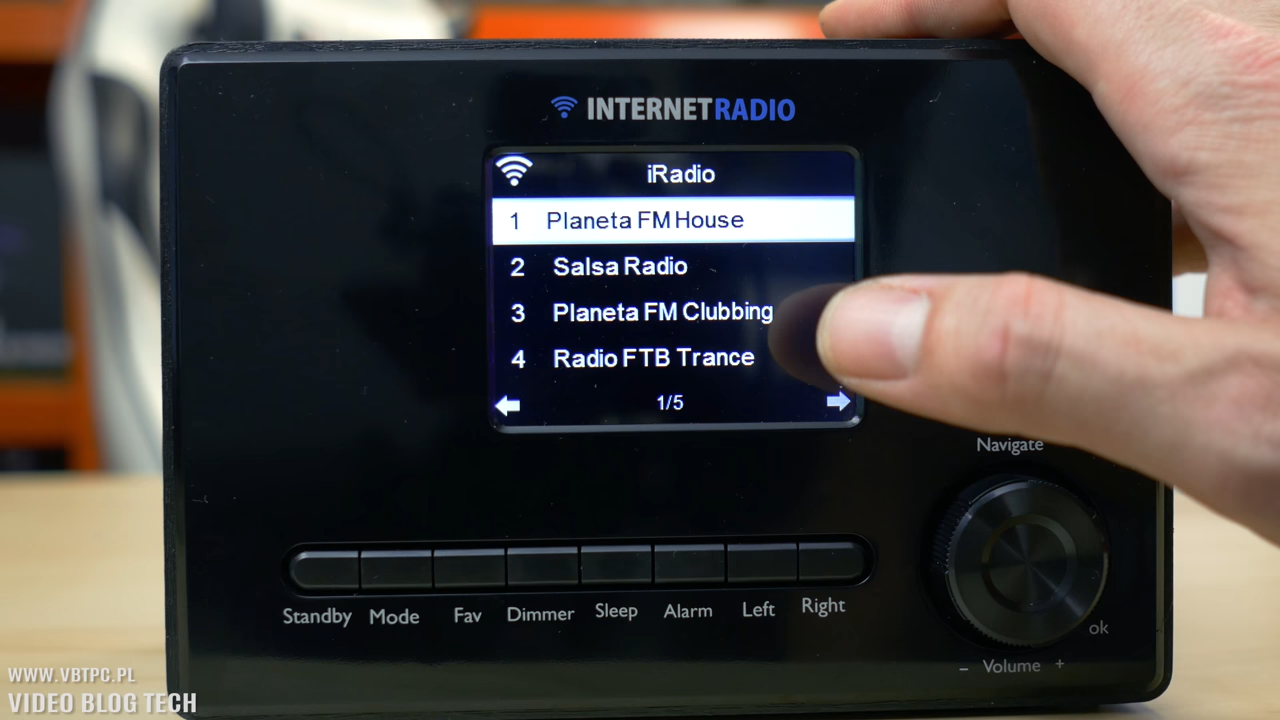 INTERNETRADIO
iRadio
1 Planeta FM House
2 Salsa Radio
3 Planeta FM Clubbing
4 Radio FTB Trance
1/5
Navigate
Standby Mode Fav Dimmer Sleep Alarm Left Right
ok
– Volume +
WWW.VBTPC.PL
VIDEO BLOG TECH